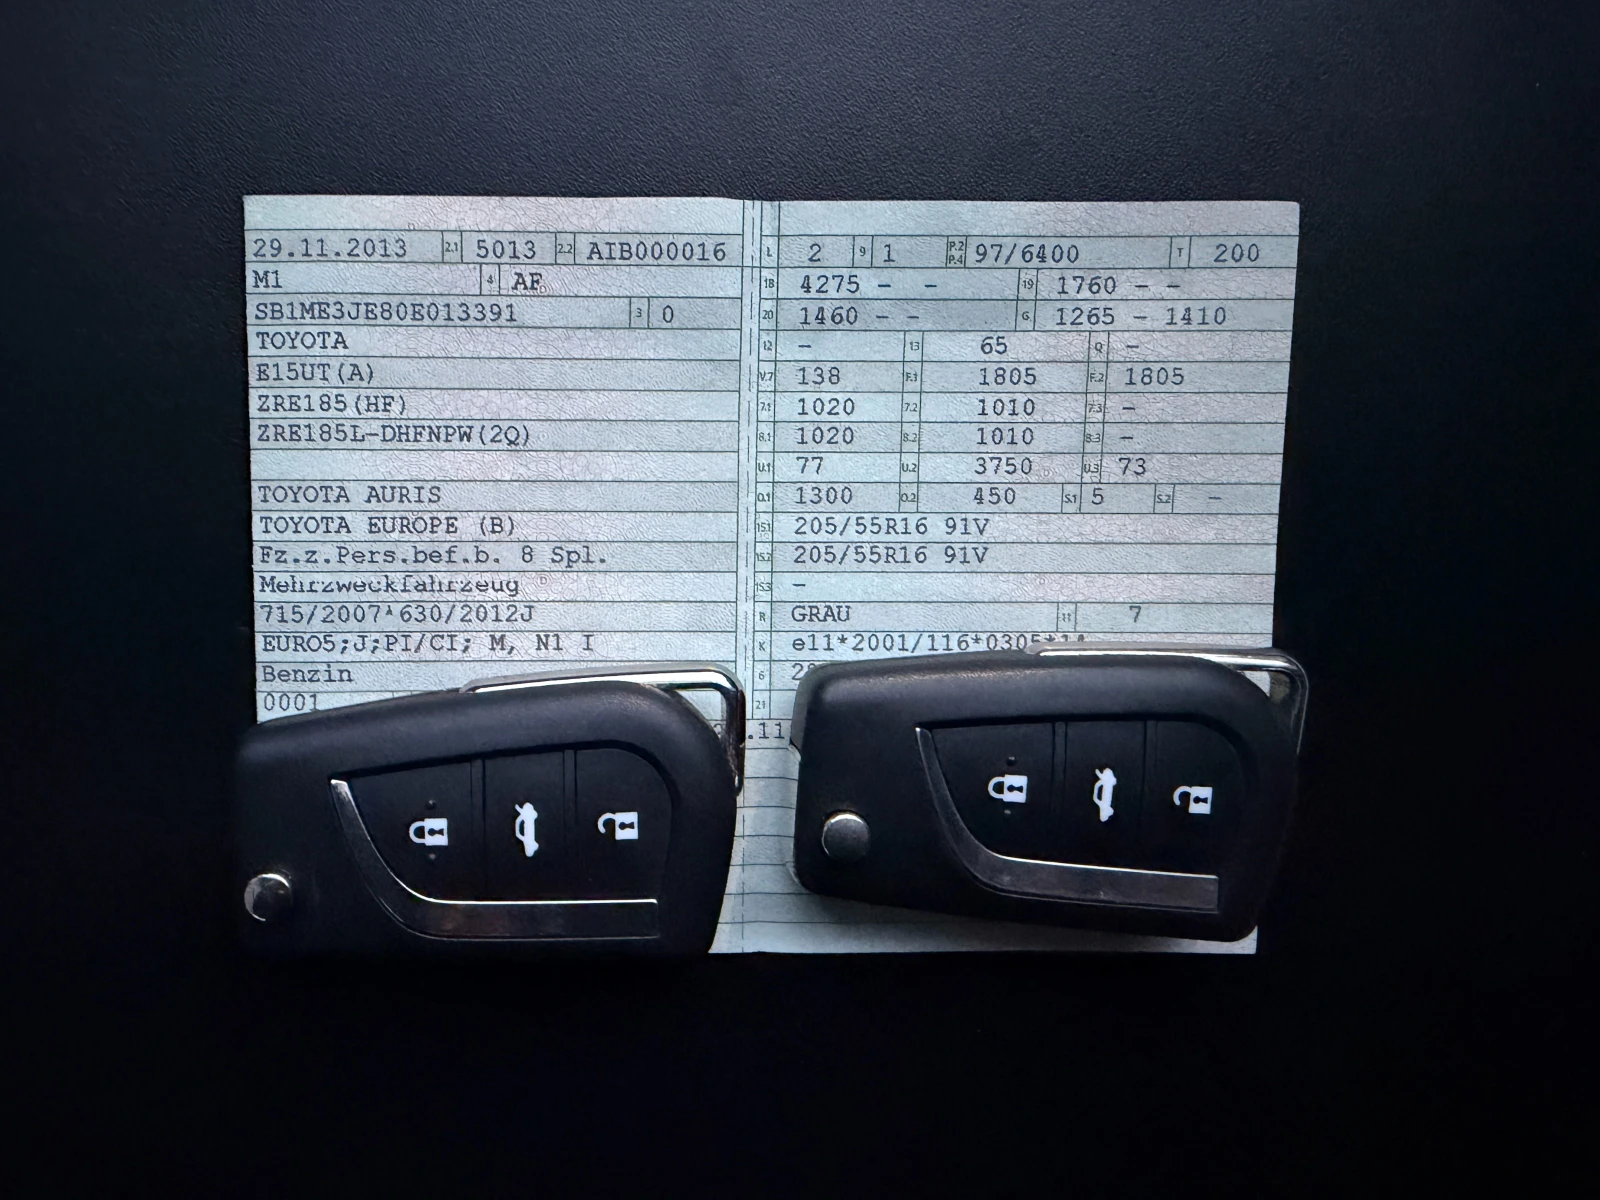 29.11.2013 2.1 5013 2.2 AIB000016
M1 4 AF
SB1ME3JE80E013391 3 0
TOYOTA
E15UT(A)
ZRE185(HF)
ZRE185L-DHFNPW(2Q)
TOYOTA AURIS
TOYOTA EUROPE (B)
Fz.z.Pers.bef.b. 8 Spl.
Mehrzweckfahrzeug
715/2007*630/2012J
EURO5;J;PI/CI; M, N1 I
Benzin
0001
L 2 9 1 P.2 P.4 97/6400 T 200
18 4275 - - 19 1760 - -
20 1460 - - G 1265 - 1410
12 - 13 65 Q -
V.7 138 F.1 1805 F.2 1805
7.1 1020 7.2 1010 7.3 -
8.1 1020 8.2 1010 8.3 -
U.1 77 U.2 3750 U.3 73
O.1 1300 O.2 450 S.1 5 S.2 -
15.1 205/55R16 91V
15.2 205/55R16 91V
15.3 -
R GRAU 11 7
K e11*2001/116*0305*
6
21
.11